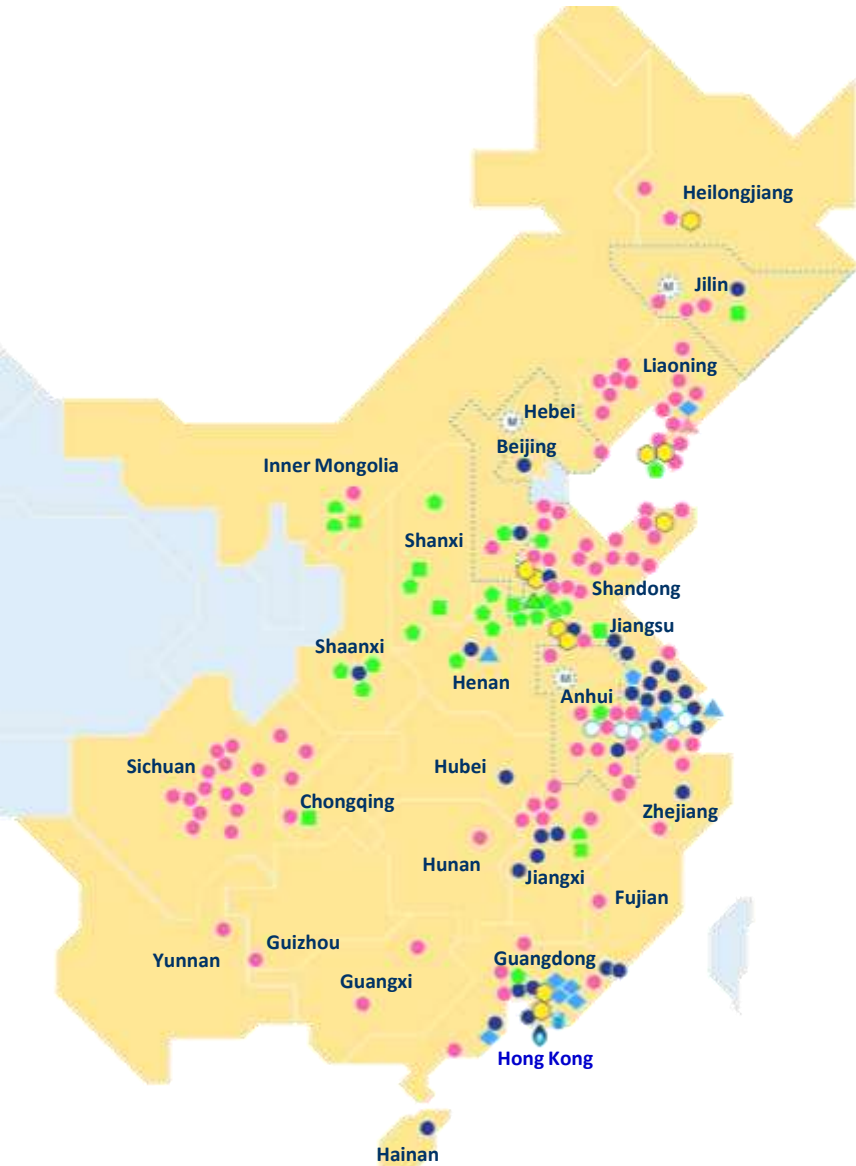 Heilongjiang
M
Jilin
Liaoning
M
Hebei
Beijing
Inner Mongolia
Shanxi
Shandong
Jiangsu
Shaanxi
Henan
M
Anhui
Sichuan
Hubei
Chongqing
Zhejiang
Hunan
Jiangxi
Fujian
Guizhou
Yunnan
Guangdong
Guangxi
Hong Kong
Hainan